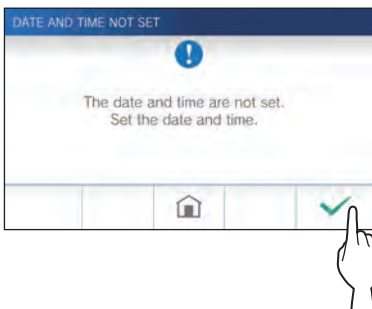 DATE AND TIME NOT SET
The date and time are not set.
Set the date and time.